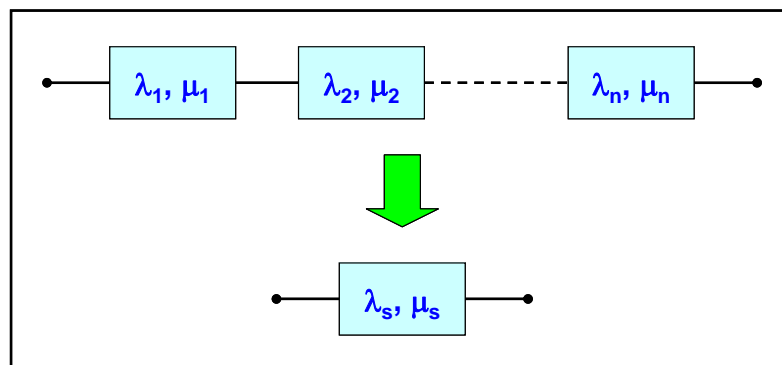 λ₁, μ₁ λ₂, μ₂ λₙ, μₙ
λₛ, μₛ